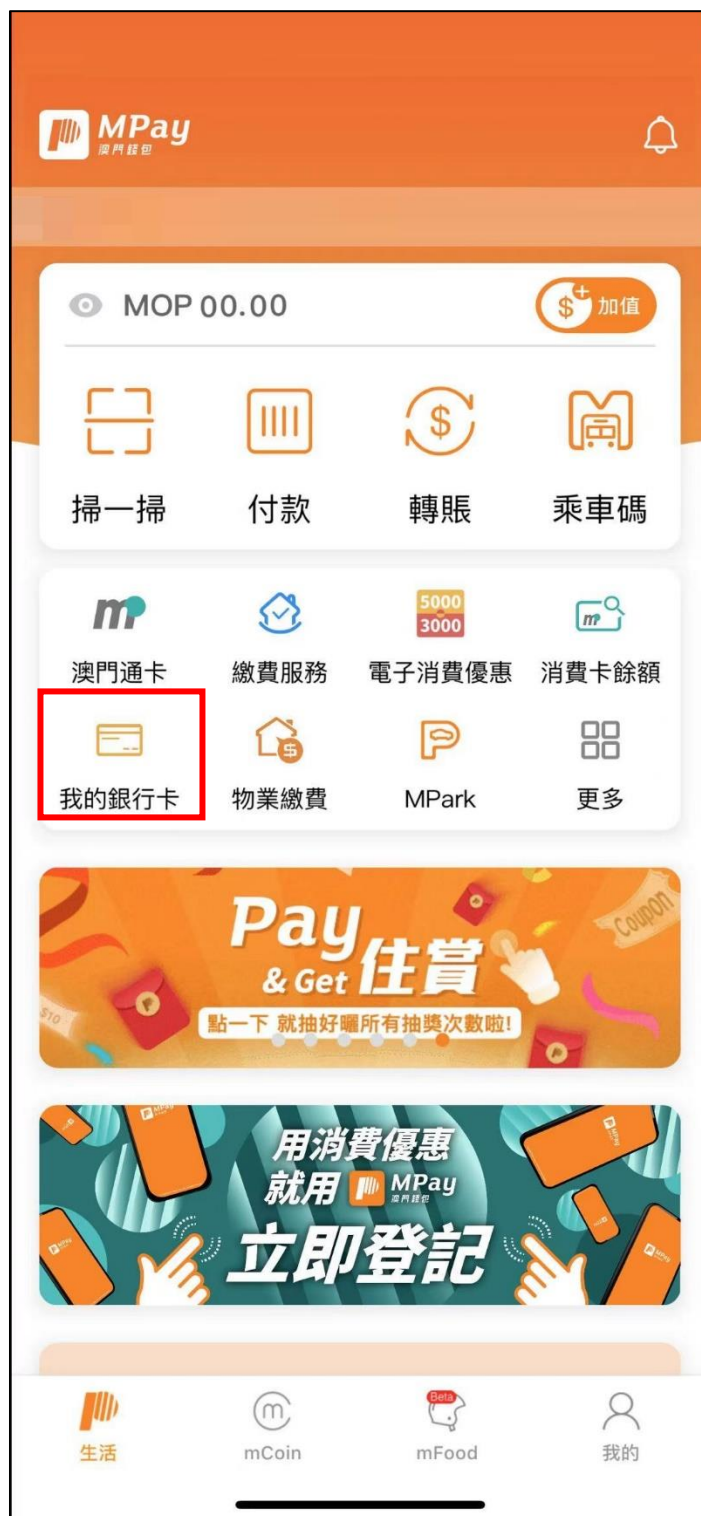 MPay
澳門錢包
MOP 00.00
$ 加值
$
掃一掃 付款 轉賬 乘車碼
m 5000 3000 m
澳門通卡 繳費服務 電子消費優惠 消費卡餘額
我的銀行卡 物業繳費 MPark 更多
Pay
& Get 住賞
Coupon
$10
點一下 就抽好曬所有抽獎次數啦!
用消費優惠
就用 MPay
澳門錢包
立即登記
Beta
生活 mCoin mFood 我的